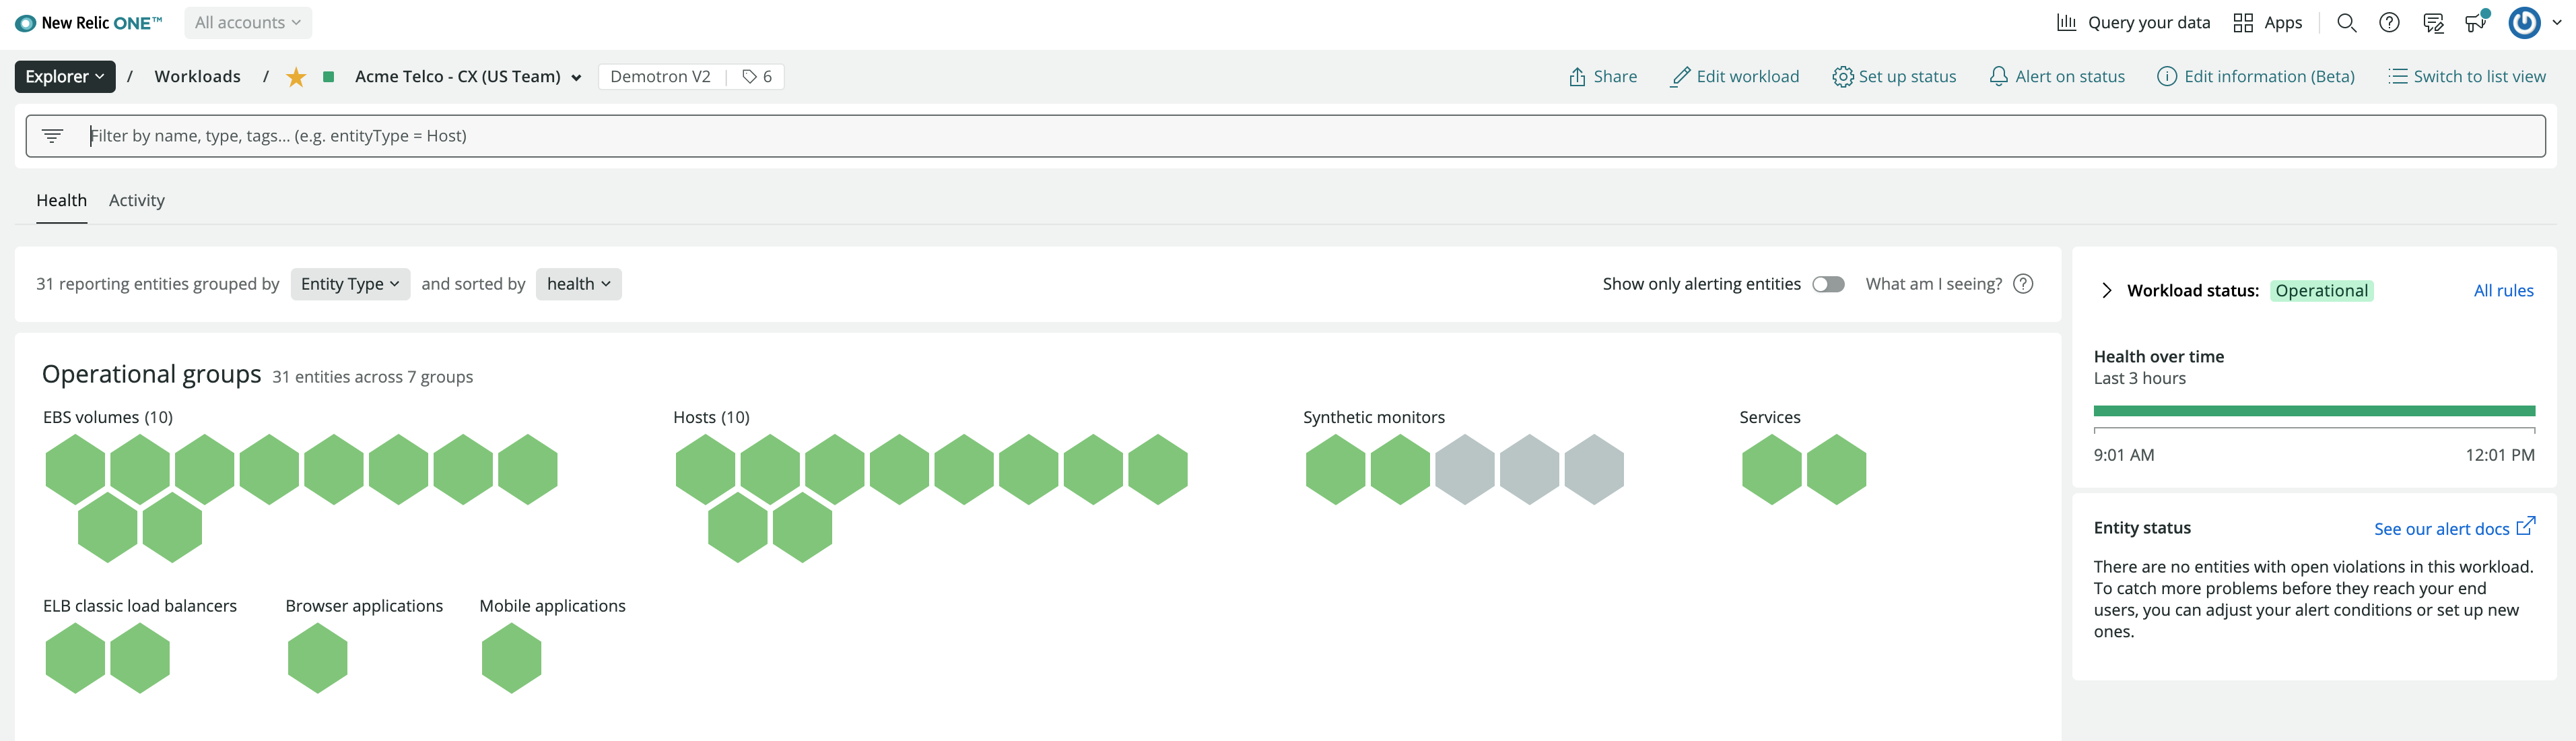 New Relic ONE™ All accounts Query your data Apps
Explorer / Workloads / Acme Telco - CX (US Team) Demotron V2 6 Share Edit workload Set up status Alert on status Edit information (Beta) Switch to list view
Filter by name, type, tags... (e.g. entityType = Host)
Health Activity
31 reporting entities grouped by Entity Type and sorted by health Show only alerting entities What am I seeing? ?
Operational groups 31 entities across 7 groups
EBS volumes (10) Hosts (10) Synthetic monitors Services
ELB classic load balancers Browser applications Mobile applications
Workload status: Operational All rules
Health over time
Last 3 hours
9:01 AM 12:01 PM
Entity status See our alert docs
There are no entities with open violations in this workload.
To catch more problems before they reach your end
users, you can adjust your alert conditions or set up new
ones.